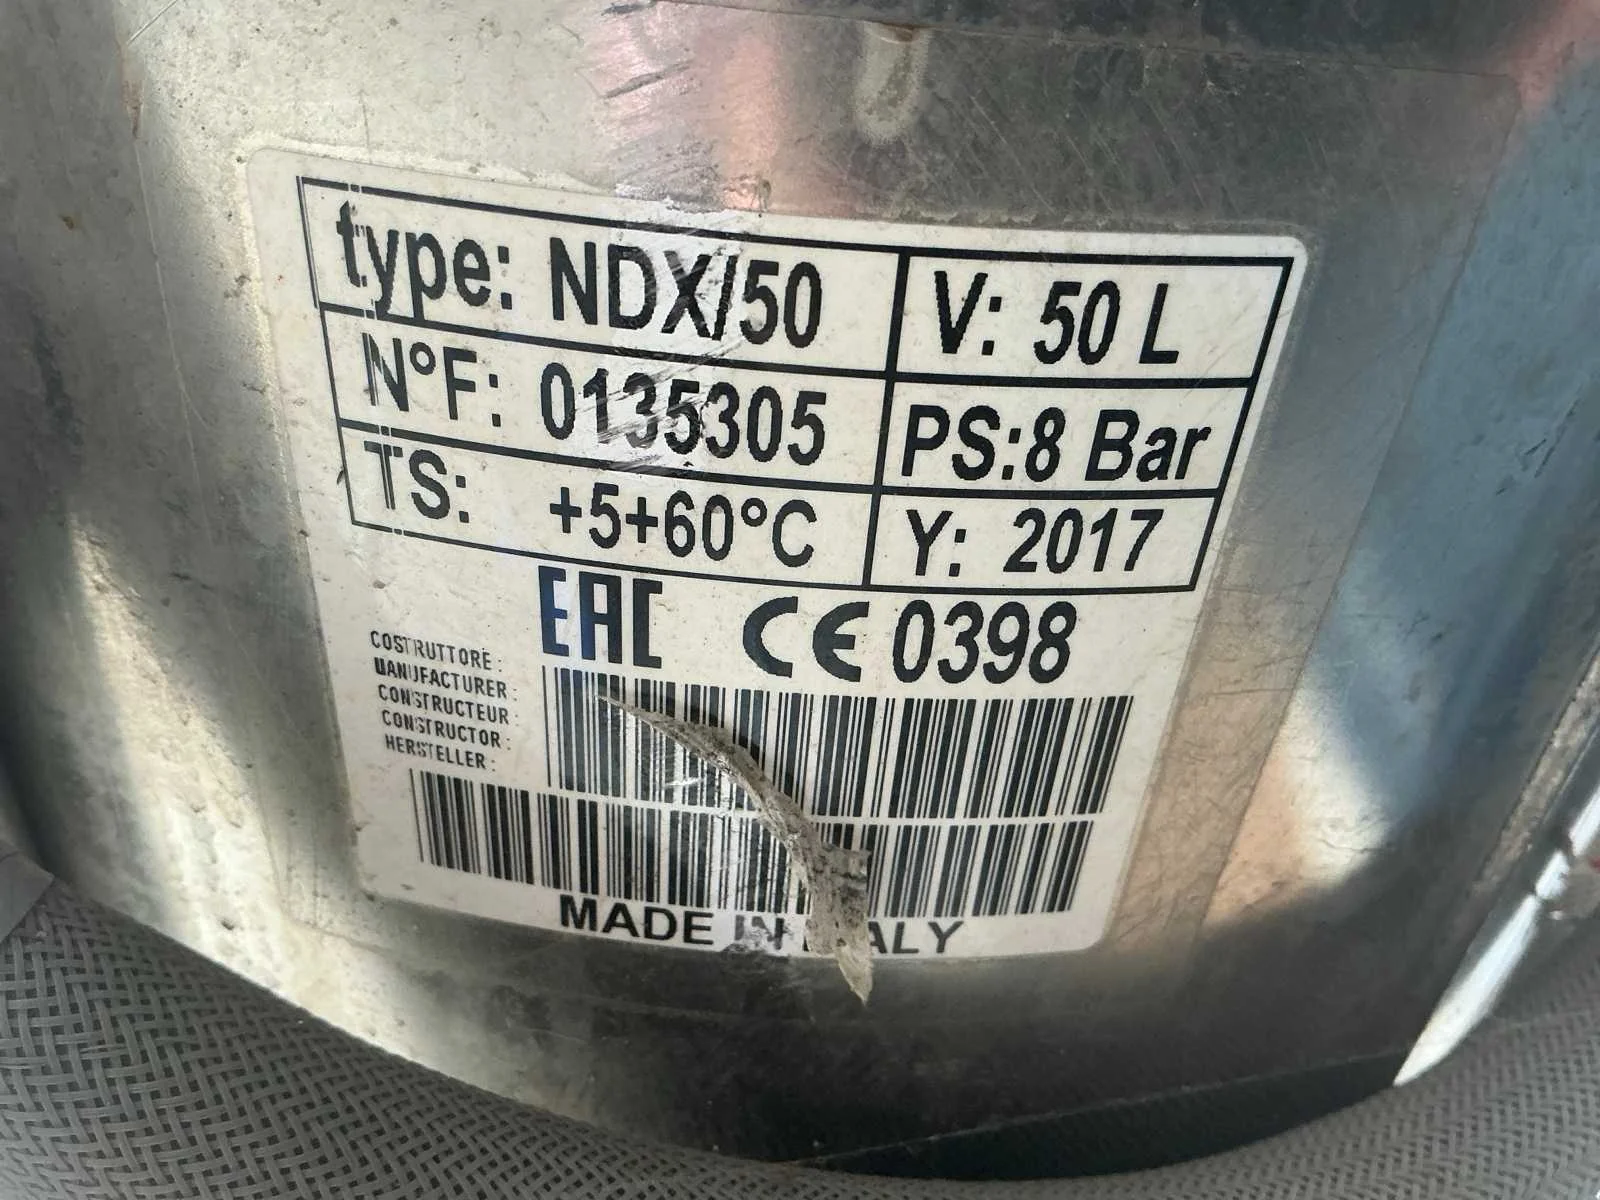 type: NDX/50
V: 50 L
N°F: 0135305
PS:8 Bar
TS: +5+60°C
Y: 2017
EAC CE 0398
COSTRUTTORE:
MANUFACTURER:
CONSTRUCTEUR:
CONSTRUCTOR:
HERSTELLER:
MADE IN ITALY